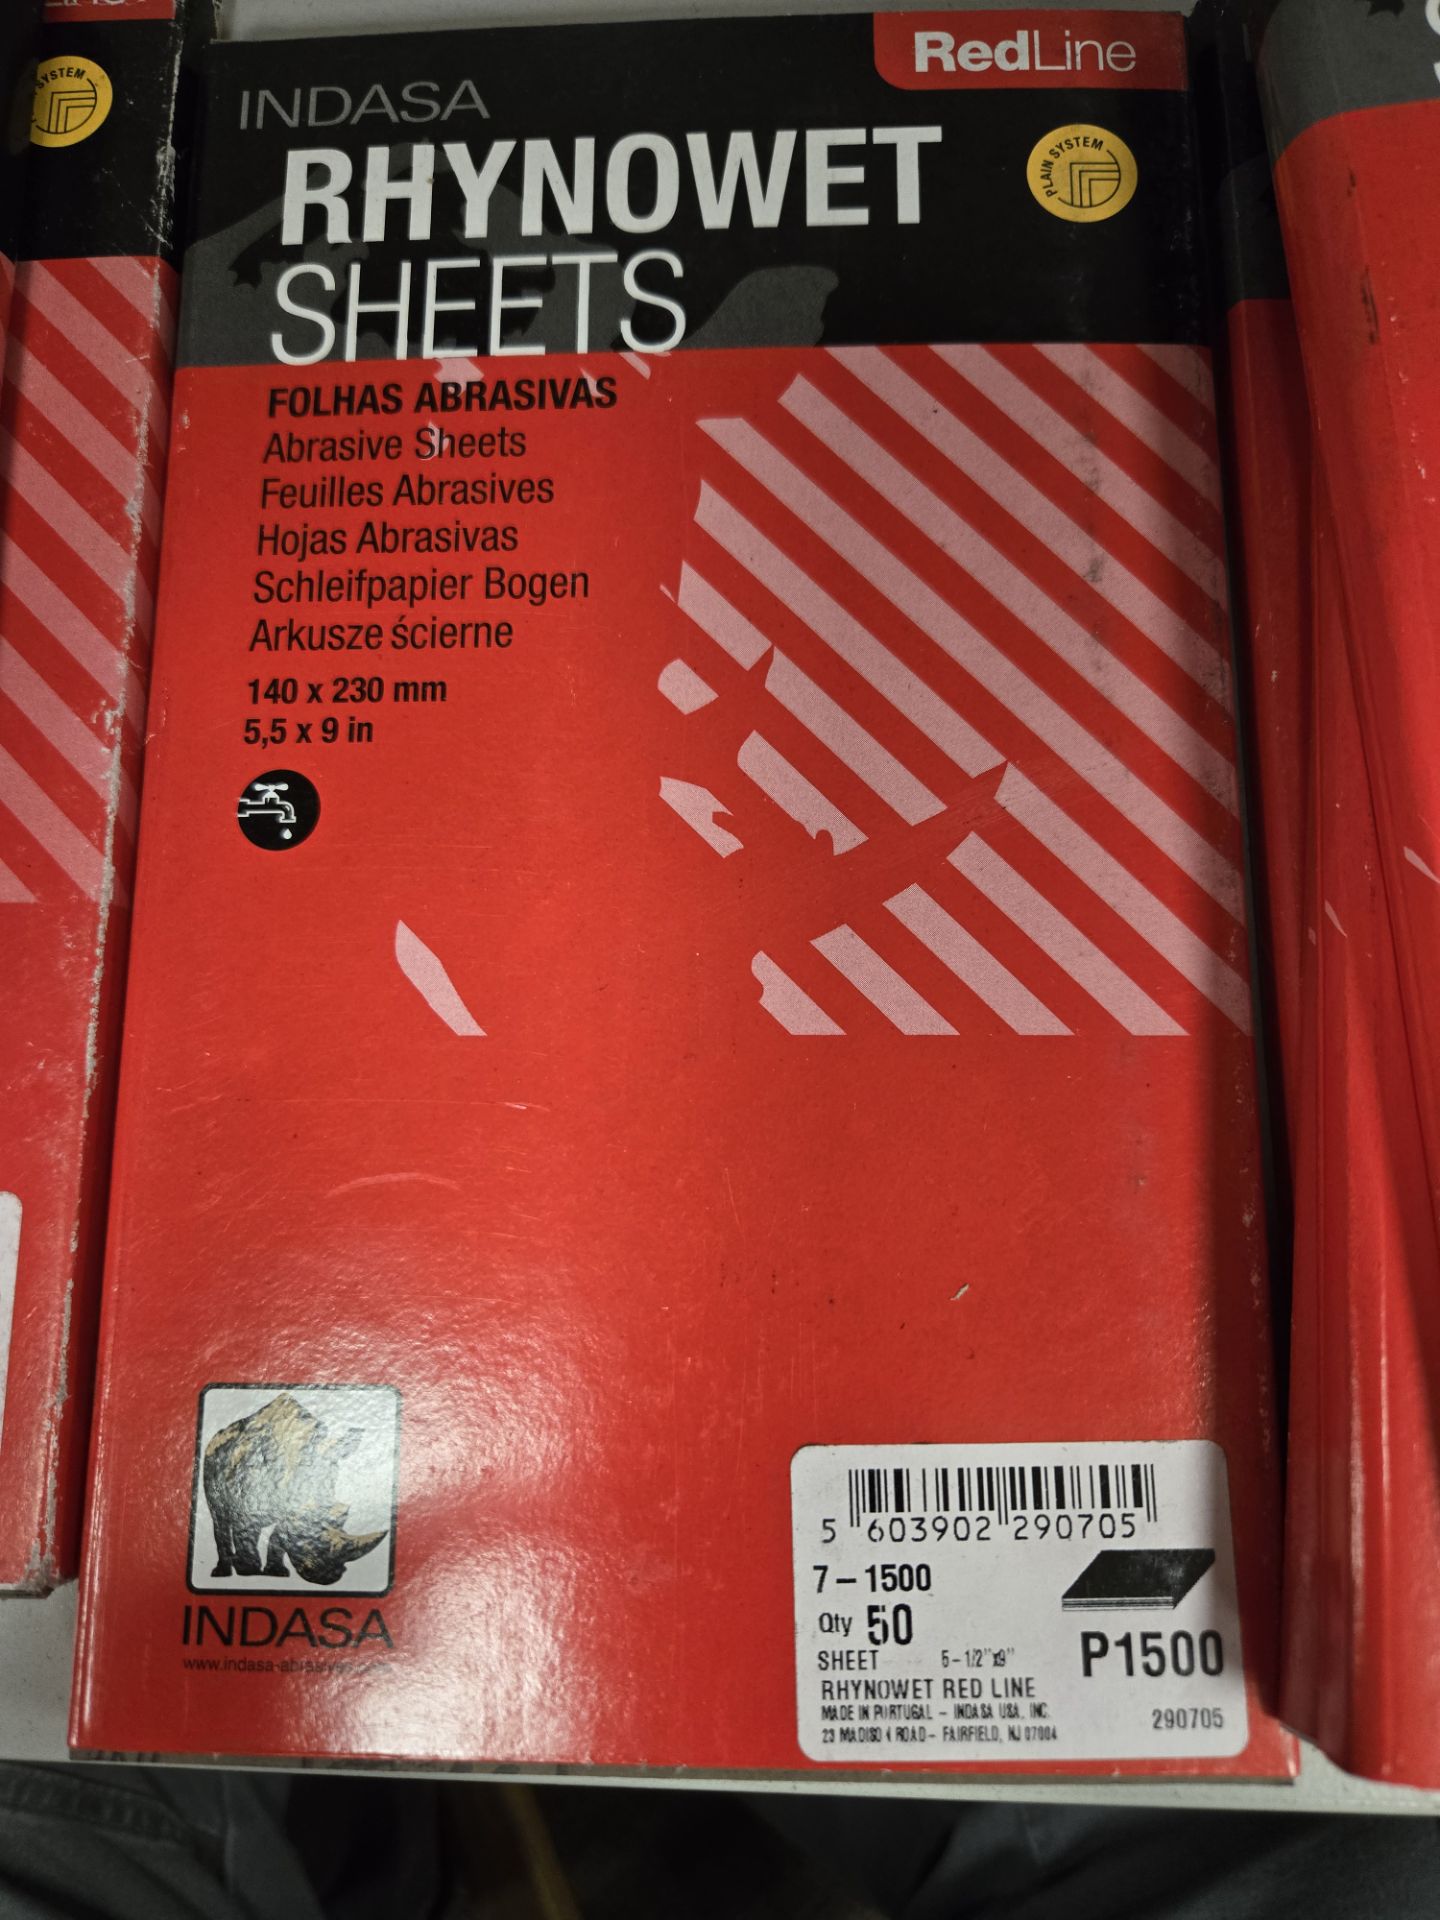 RedLine
INDASA
RHYNOWET
SHEETS
PLAIN SYSTEM
SYSTEM
FOLHAS ABRASIVAS
Abrasive Sheets
Feuilles Abrasives
Hojas Abrasivas
Schleifpapier Bogen
Arkusze ścierne
140 x 230 mm
5,5 x 9 in
INDASA
5 603902 290705
7-1500
Qty 50
SHEET 5-1/2"x9"
P1500
RHYNOWET RED LINE
MADE IN PORTUGAL - INDASA USA, INC.
290705
23 MADISON ROAD- FAIRFIELD, NJ 07004